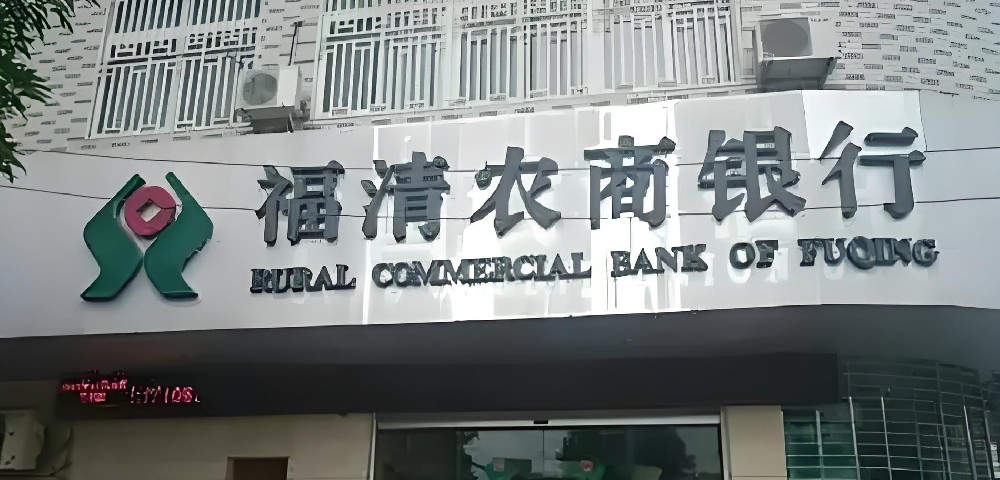 福清农商银行
RURAL COMMERCIAL BANK OF FUQING